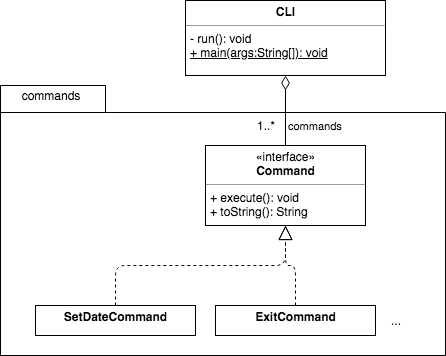 CLI
- run(): void
+ main(args:String[]): void
commands
1..* commands
«interface»
Command
+ execute(): void
+ toString(): String
SetDateCommand
ExitCommand
...